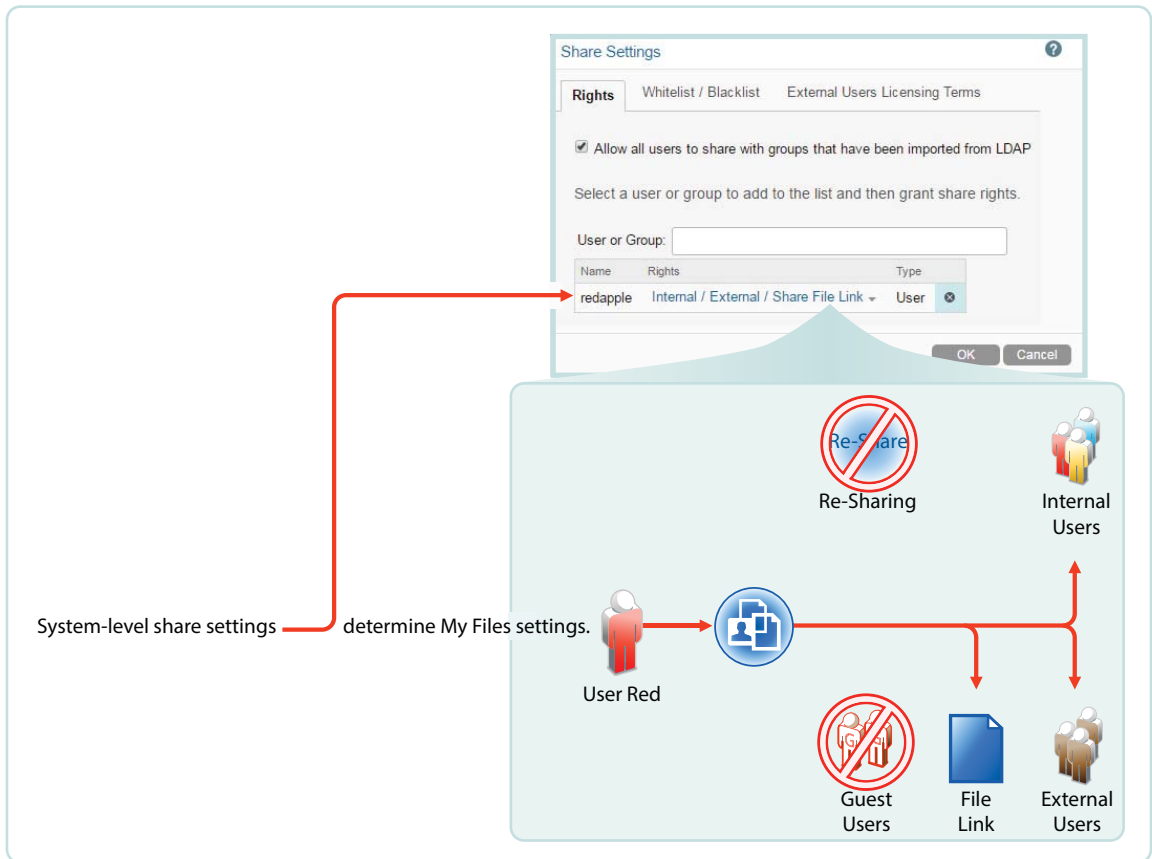 Share Settings
?
Rights Whitelist / Blacklist External Users Licensing Terms
Allow all users to share with groups that have been imported from LDAP
Select a user or group to add to the list and then grant share rights.
User or Group:
Name Rights Type
redapple Internal / External / Share File Link User
OK Cancel
Re-Share
Re-Sharing
Internal
Users
System-level share settings determine My Files settings.
User Red
G G
Guest
Users
File
Link
External
Users